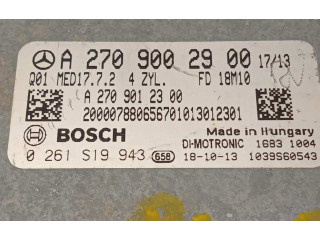 A 270 900 29 00 17/13
Q01 MED17.7.2 4 ZYL. FD 18M10
A 270 901 23 00
200007880656701013012301
BOSCH
Made in Hungary
DI-MOTRONIC 1683 1004
0 261 S19 943 658 18-10-13 1039S60543